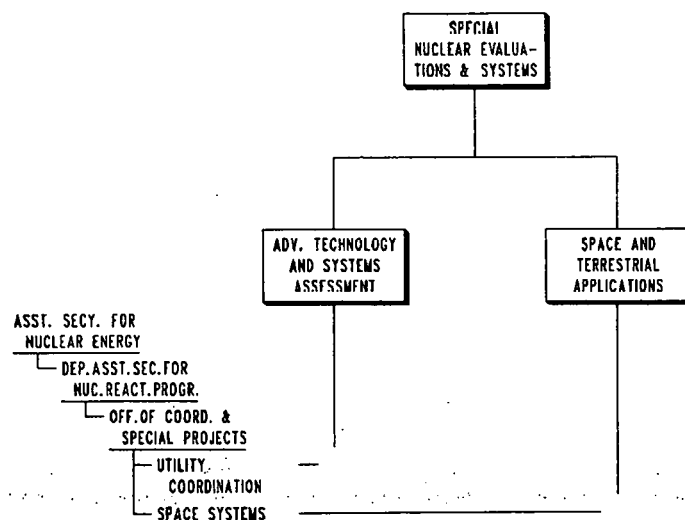 SPECIAL
NUCLEAR EVALUA-
TIONS & SYSTEMS
ADV. TECHNOLOGY
AND SYSTEMS
ASSESSMENT
SPACE AND
TERRESTRIAL
APPLICATIONS
ASST. SECY. FOR
NUCLEAR ENERGY
DEP.ASST.SEC.FOR
NUC.REACT.PROGR.
OFF.OF COORD. &
SPECIAL PROJECTS
UTILITY
COORDINATION
SPACE SYSTEMS